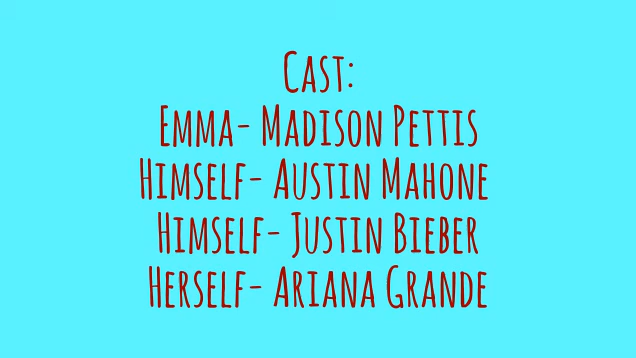 Cast:
Emma- Madison Pettis
Himself- Austin Mahone
Himself- Justin Bieber
Herself- Ariana Grande